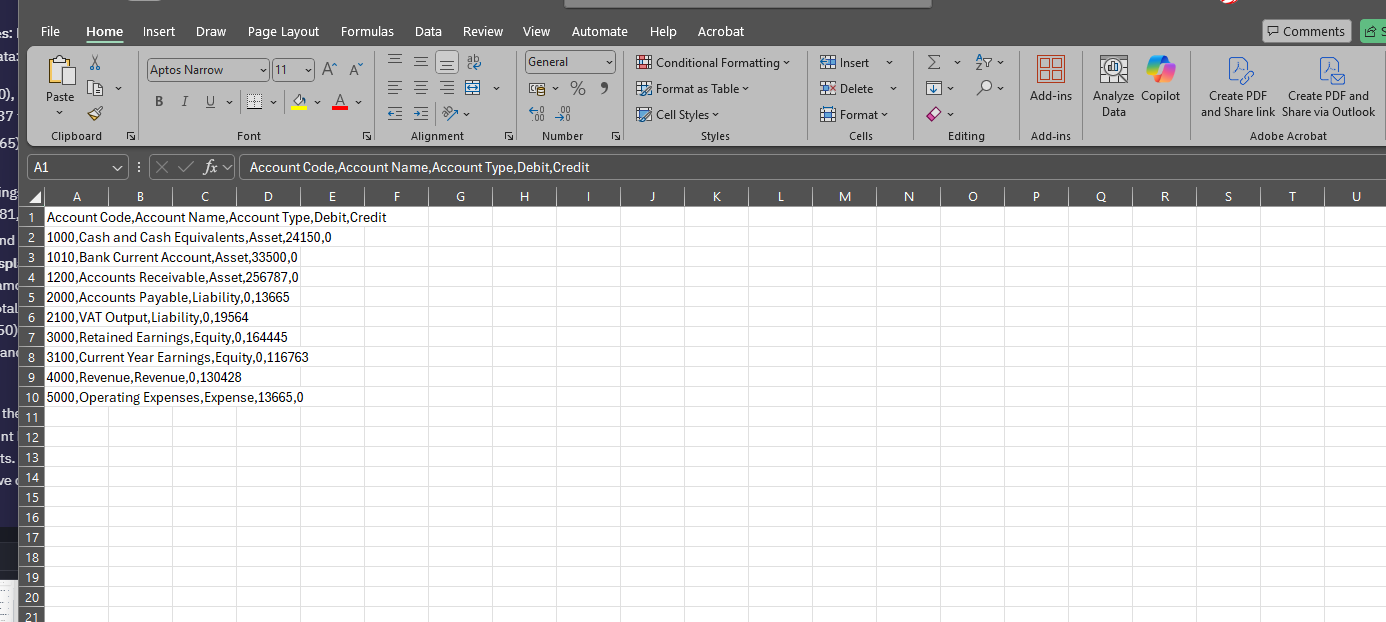 File Home Insert Draw Page Layout Formulas Data Review View Automate Help Acrobat Comments
Paste
Clipboard
Aptos Narrow 11
B I U A
Font
ab
Alignment
General
% 
Number
Conditional Formatting
Format as Table
Cell Styles
Styles
Insert
Delete
Format
Cells
Editing
Add-ins
Add-ins
Analyze Data
Copilot
Create PDF and Share link
Create PDF and Share via Outlook
Adobe Acrobat
A1 fx Account Code,Account Name,Account Type,Debit,Credit
A B C D E F G H I J K L M N O P Q R S T U
1 Account Code,Account Name,Account Type,Debit,Credit
2 1000,Cash and Cash Equivalents,Asset,24150,0
3 1010,Bank Current Account,Asset,33500,0
4 1200,Accounts Receivable,Asset,256787,0
5 2000,Accounts Payable,Liability,0,13665
6 2100,VAT Output,Liability,0,19564
7 3000,Retained Earnings,Equity,0,164445
8 3100,Current Year Earnings,Equity,0,116763
9 4000,Revenue,Revenue,0,130428
10 5000,Operating Expenses,Expense,13665,0
11
12
13
14
15
16
17
18
19
20
21